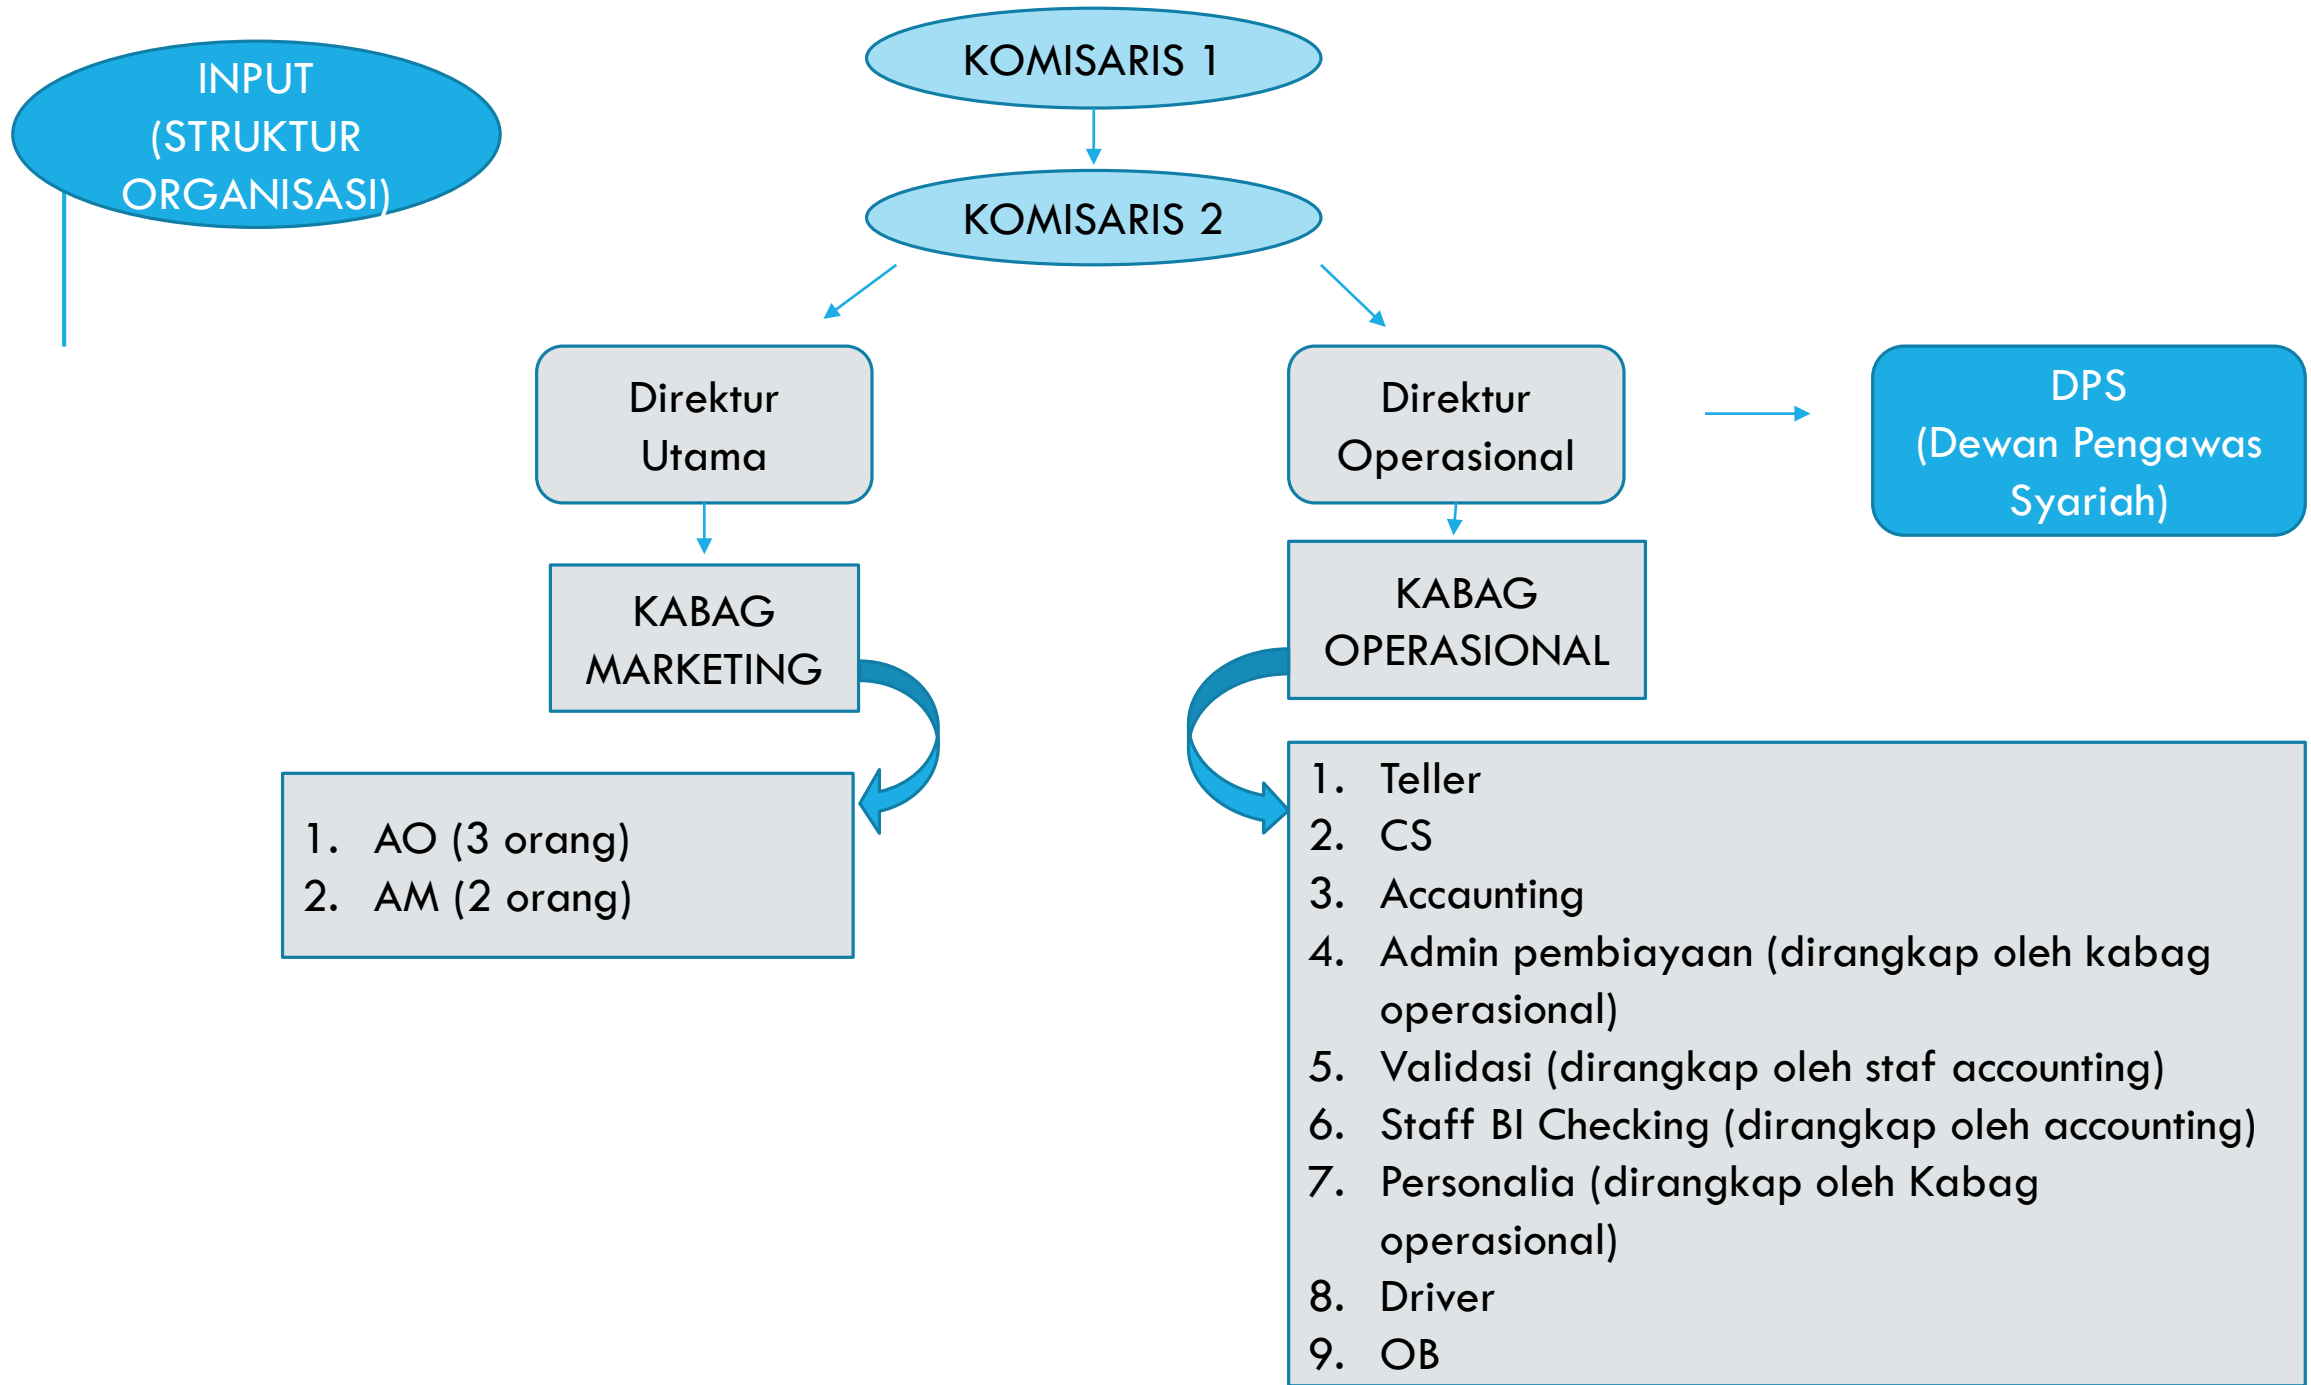 INPUT
(STRUKTUR
ORGANISASI)
KOMISARIS 1
KOMISARIS 2
Direktur
Utama
Direktur
Operasional
DPS
(Dewan Pengawas
Syariah)
KABAG
MARKETING
KABAG
OPERASIONAL
1. AO (3 orang)
2. AM (2 orang)
1. Teller
2. CS
3. Accaunting
4. Admin pembiayaan (dirangkap oleh kabag
operasional)
5. Validasi (dirangkap oleh staf accounting)
6. Staff BI Checking (dirangkap oleh accounting)
7. Personalia (dirangkap oleh Kabag
operasional)
8. Driver
9. OB